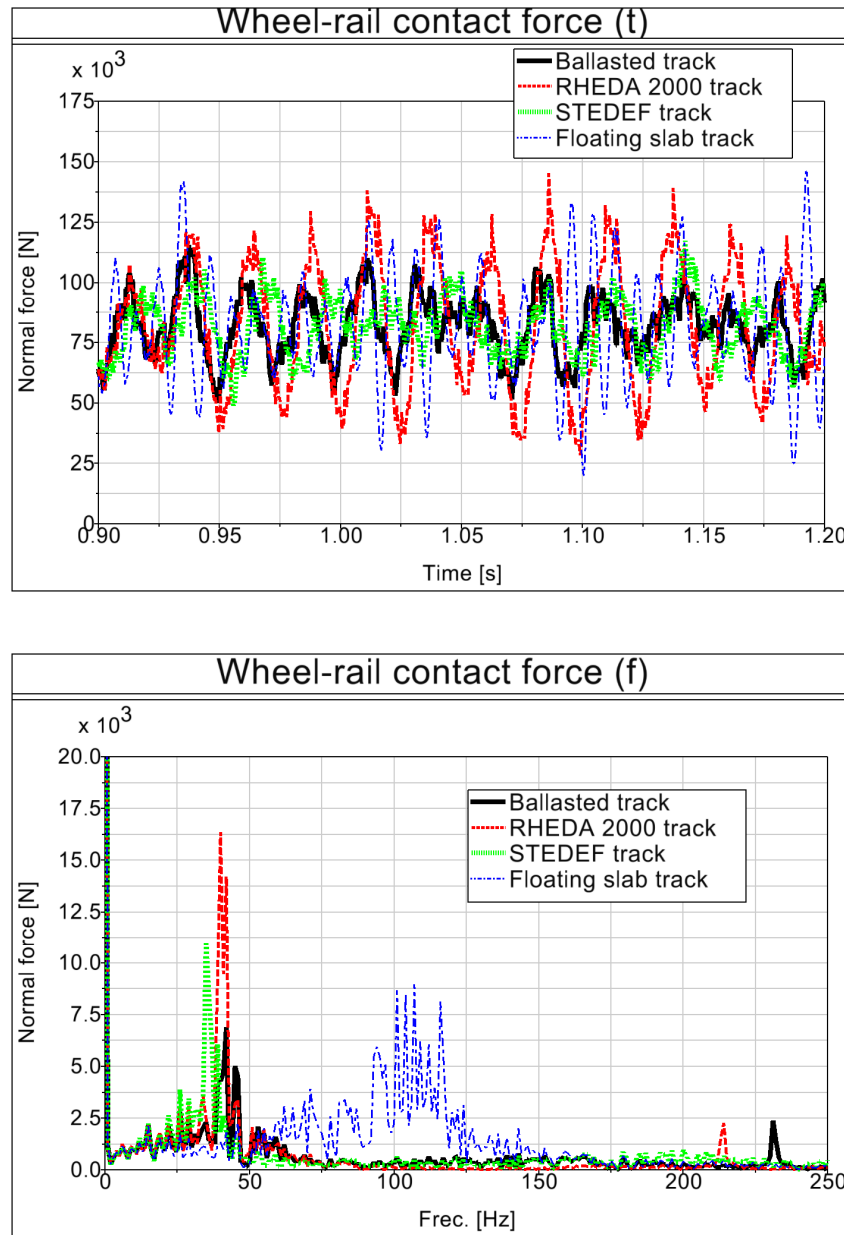 Wheel-rail contact force (t)
x 10³
Ballasted track
RHEDA 2000 track
STEDEF track
Floating slab track
175
150
125
100
75
50
25
0
Normal force [N]
0.90 0.95 1.00 1.05 1.10 1.15 1.20
Time [s]
Wheel-rail contact force (f)
x 10³
20.0
17.5
15.0
12.5
10.0
7.5
5.0
2.5
0.0
Normal force [N]
Ballasted track
RHEDA 2000 track
STEDEF track
Floating slab track
0 50 100 150 200 250
Frec. [Hz]